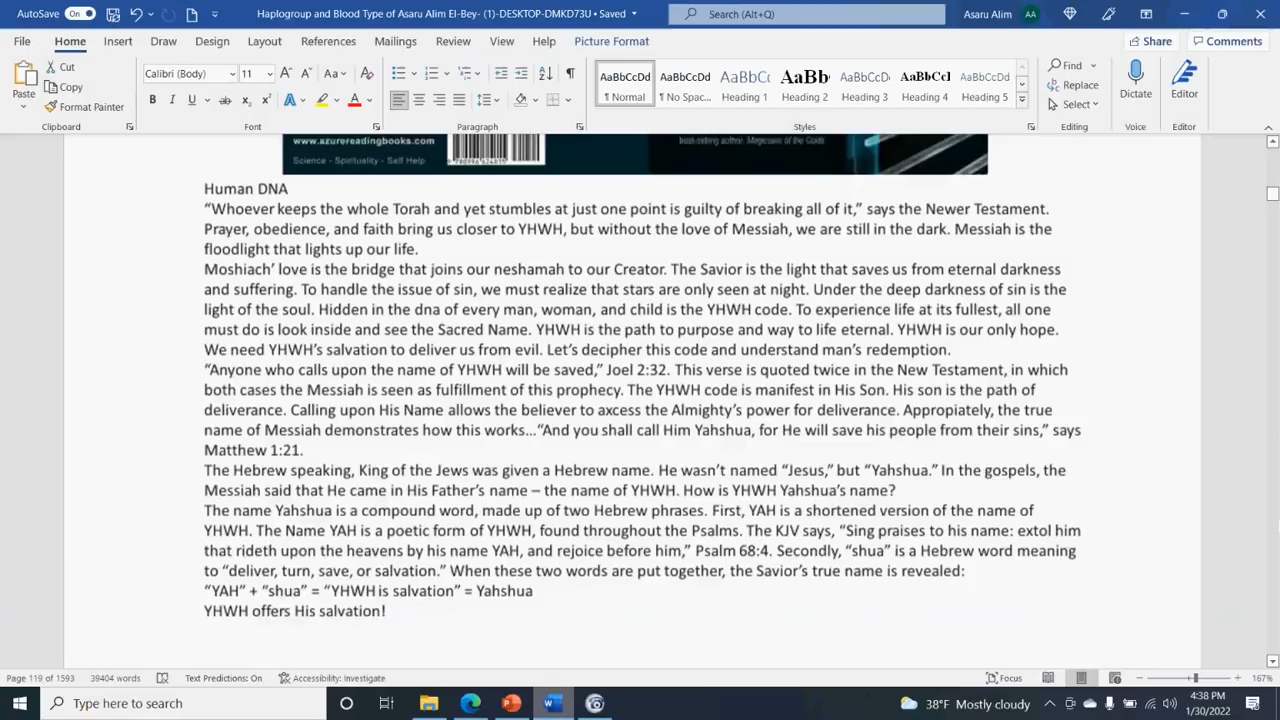 AutoSave On Haplogroup and Blood Type of Asaru Alim El-Bey- (1)-DESKTOP-DMKD73U • Saved Search (Alt+Q) Asaru Alim AA
File Home Insert Draw Design Layout References Mailings Review View Help Picture Format Share Comments
Paste Cut Copy Format Painter
Calibri (Body) 11
AaBbCcDd AaBbCcDd AaBbCc AaBb AaBbCcDd AaBbCcI AaBbCcDd
¶ Normal ¶ No Spac... Heading 1 Heading 2 Heading 3 Heading 4 Heading 5
Find Replace Select Dictate Editor
Clipboard Font Paragraph Styles Editing Voice Editor
www.azurereadingbooks.com
Science - Spirituality - Self Help
Human DNA
“Whoever keeps the whole Torah and yet stumbles at just one point is guilty of breaking all of it,” says the Newer Testament.
Prayer, obedience, and faith bring us closer to YHWH, but without the love of Messiah, we are still in the dark. Messiah is the
floodlight that lights up our life.
Moshiach’ love is the bridge that joins our neshamah to our Creator. The Savior is the light that saves us from eternal darkness
and suffering. To handle the issue of sin, we must realize that stars are only seen at night. Under the deep darkness of sin is the
light of the soul. Hidden in the dna of every man, woman, and child is the YHWH code. To experience life at its fullest, all one
must do is look inside and see the Sacred Name. YHWH is the path to purpose and way to life eternal. YHWH is our only hope.
We need YHWH’s salvation to deliver us from evil. Let’s decipher this code and understand man’s redemption.
“Anyone who calls upon the name of YHWH will be saved,” Joel 2:32. This verse is quoted twice in the New Testament, in which
both cases the Messiah is seen as fulfillment of this prophecy. The YHWH code is manifest in His Son. His son is the path of
deliverance. Calling upon His Name allows the believer to axcess the Almighty’s power for deliverance. Appropiately, the true
name of Messiah demonstrates how this works…“And you shall call Him Yahshua, for He will save his people from their sins,” says
Matthew 1:21.
The Hebrew speaking, King of the Jews was given a Hebrew name. He wasn’t named “Jesus,” but “Yahshua.” In the gospels, the
Messiah said that He came in His Father’s name – the name of YHWH. How is YHWH Yahshua’s name?
The name Yahshua is a compound word, made up of two Hebrew phrases. First, YAH is a shortened version of the name of
YHWH. The Name YAH is a poetic form of YHWH, found throughout the Psalms. The KJV says, “Sing praises to his name: extol him
that rideth upon the heavens by his name YAH, and rejoice before him,” Psalm 68:4. Secondly, “shua” is a Hebrew word meaning
to “deliver, turn, save, or salvation.” When these two words are put together, the Savior’s true name is revealed:
“YAH” + “shua” = “YHWH is salvation” = Yahshua
YHWH offers His salvation!
Page 119 of 1593 39404 words Text Predictions: On Accessibility: Investigate Focus 167%
Type here to search 38°F Mostly cloudy 4:38 PM
1/30/2022